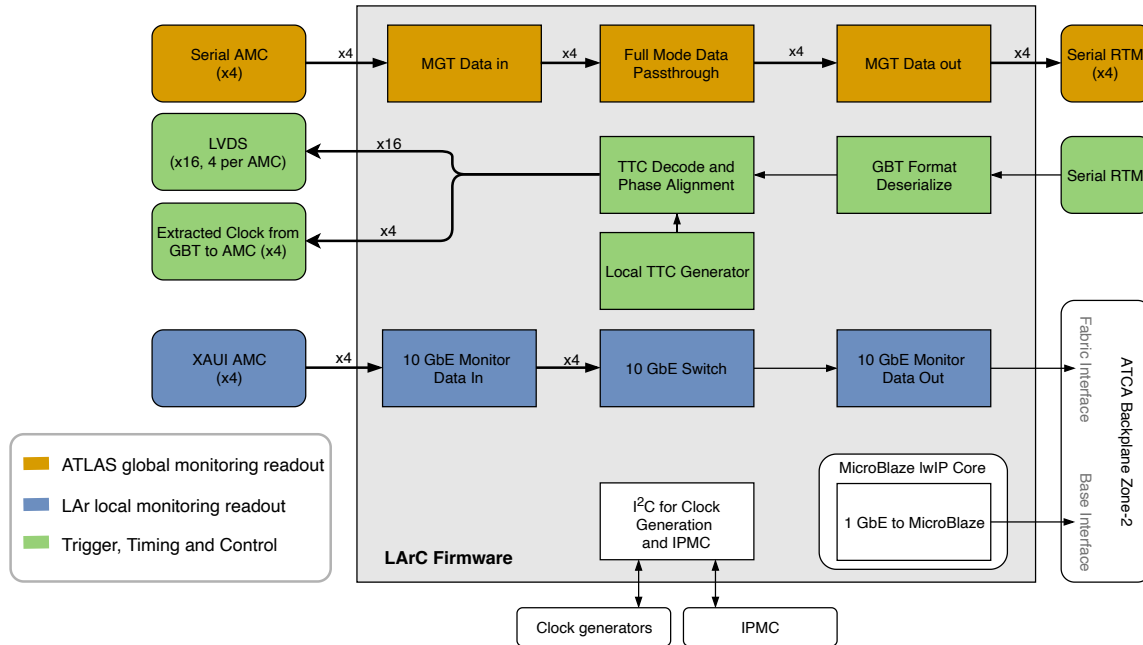 Serial AMC
(x4)
x4
MGT Data in
x4
Full Mode Data
Passthrough
x4
MGT Data out
x4
Serial RTM
(x4)
LVDS
(x16, 4 per AMC)
x16
TTC Decode and
Phase Alignment
GBT Format
Deserialize
Serial RTM
Extracted Clock from
GBT to AMC (x4)
x4
Local TTC Generator
XAUI AMC
(x4)
x4
10 GbE Monitor
Data In
x4
10 GbE Switch
10 GbE Monitor
Data Out
Fabric Interface
ATCA Backplane Zone-2
Base Interface
ATLAS global monitoring readout
LAr local monitoring readout
Trigger, Timing and Control
LArC Firmware
I²C for Clock
Generation
and IPMC
MicroBlaze lwIP Core
1 GbE to MicroBlaze
Clock generators
IPMC